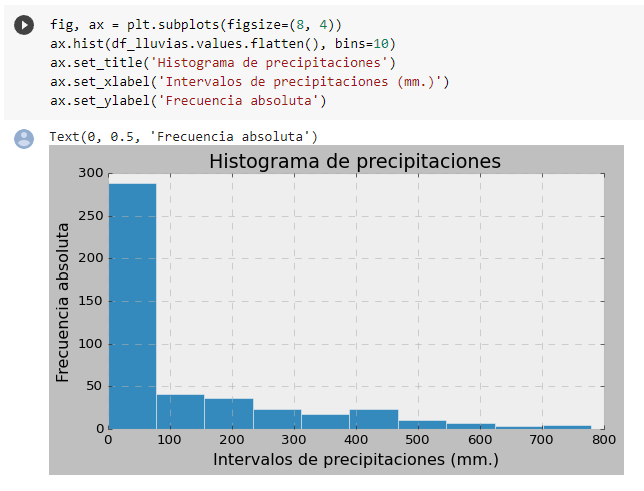 fig, ax = plt.subplots(figsize=(8, 4))
ax.hist(df_lluvias.values.flatten(), bins=10)
ax.set_title('Histograma de precipitaciones')
ax.set_xlabel('Intervalos de precipitaciones (mm.)')
ax.set_ylabel('Frecuencia absoluta')
Text(0, 0.5, 'Frecuencia absoluta')
Histograma de precipitaciones
Frecuencia absoluta
300
250
200
150
100
50
0
0 100 200 300 400 500 600 700 800
Intervalos de precipitaciones (mm.)